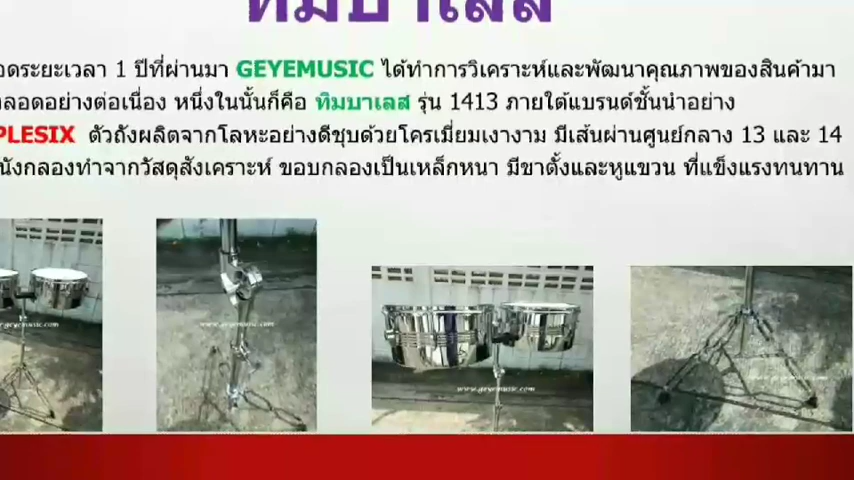 ทิมบาเลส
ระยะเวลา 1 ปีที่ผ่านมา GEYEMUSIC ได้ทำการวิเคราะห์และพัฒนาคุณภาพของสินค้ามา
ลอดอย่างต่อเนื่อง หนึ่งในนั้นก็คือ ทิมบาเลส รุ่น 1413 ภายใต้แบรนด์ชั้นนำอย่าง
PLESIX ตัวถังผลิตจากโลหะอย่างดีชุบด้วยโครเมี่ยมเงางาม มีเส้นผ่านศูนย์กลาง 13 และ 14
นังกลองทำจากวัสดุสังเคราะห์ ขอบกลองเป็นเหล็กหนา มีขาตั้งและหูแขวน ที่แข็งแรงทนทาน
www.geyemusic.com
www.geyemusic.com